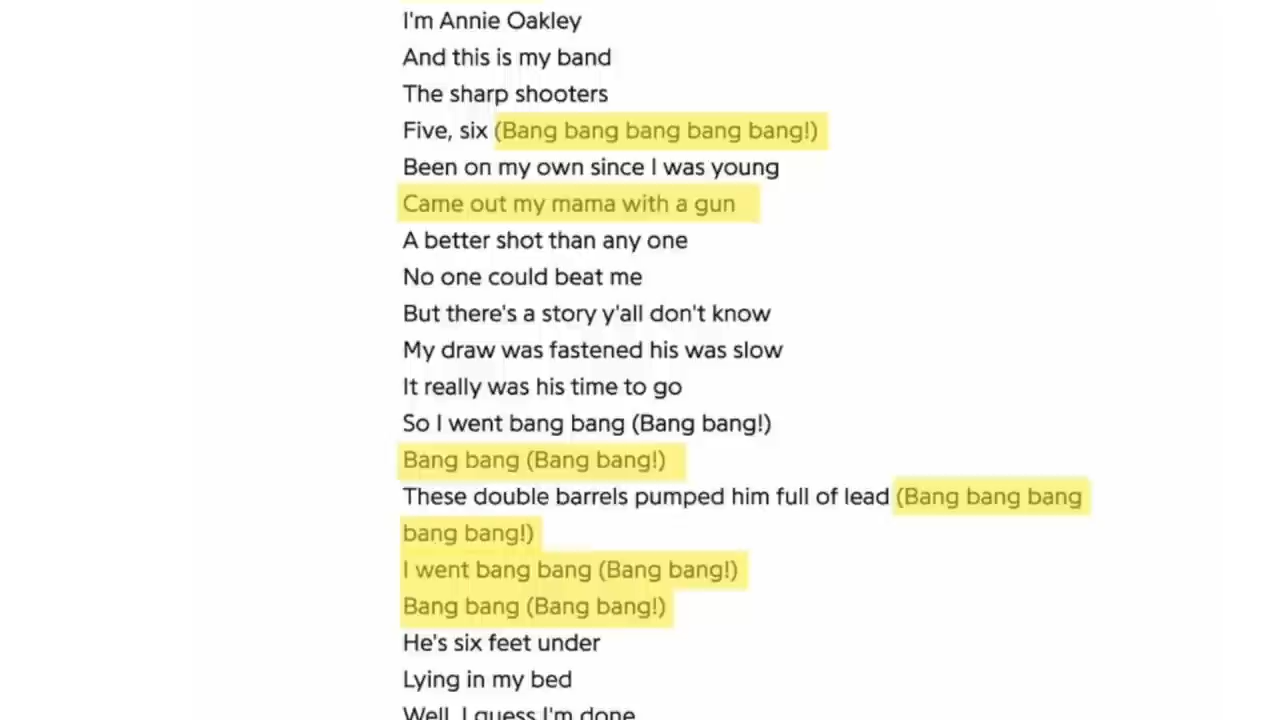 I'm Annie Oakley
And this is my band
The sharp shooters
Five, six (Bang bang bang bang bang!)
Been on my own since I was young
Came out my mama with a gun
A better shot than any one
No one could beat me
But there's a story y'all don't know
My draw was fastened his was slow
It really was his time to go
So I went bang bang (Bang bang!)
Bang bang (Bang bang!)
These double barrels pumped him full of lead (Bang bang bang
bang bang!)
I went bang bang (Bang bang!)
Bang bang (Bang bang!)
He's six feet under
Lying in my bed
Well, I guess I'm done